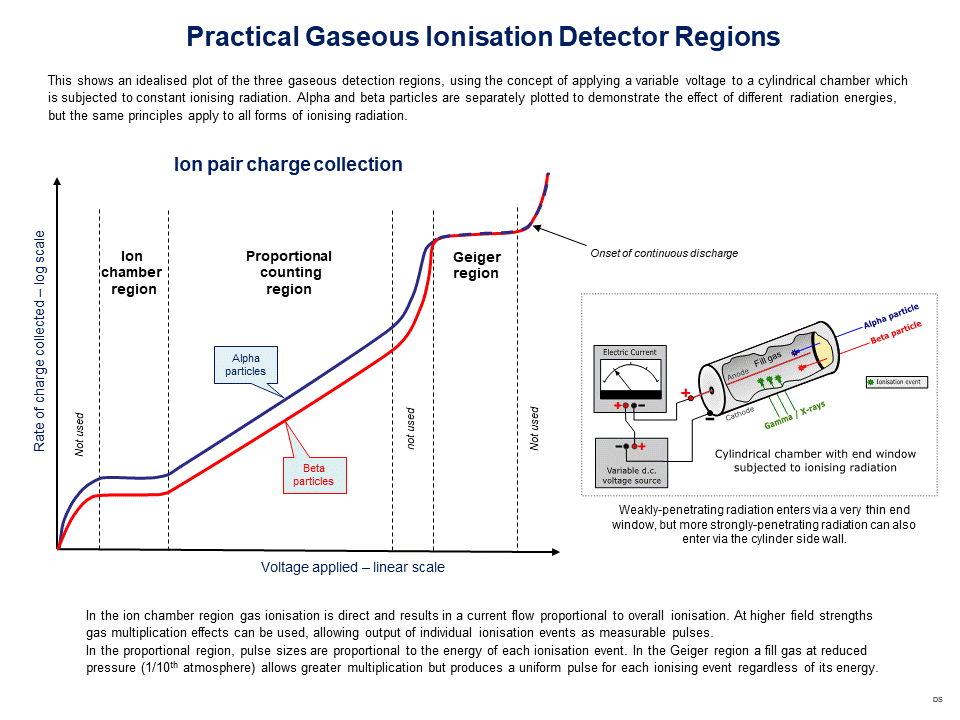 Practical Gaseous Ionisation Detector Regions
This shows an idealised plot of the three gaseous detection regions, using the concept of applying a variable voltage to a cylindrical chamber which
is subjected to constant ionising radiation. Alpha and beta particles are separately plotted to demonstrate the effect of different radiation energies,
but the same principles apply to all forms of ionising radiation.
Ion pair charge collection
Rate of charge collected – log scale
Not used
Ion
chamber
region
Proportional
counting
region
not used
Geiger
region
Not used
Onset of continuous discharge
Alpha
particles
Beta
particles
Voltage applied – linear scale
Electric Current
+ –
– +
Variable d.c.
voltage source
+
–
Anode
Cathode
Fill gas
Alpha particle
Beta particle
Gamma / X-rays
Ionisation event
Cylindrical chamber with end window
subjected to ionising radiation
Weakly-penetrating radiation enters via a very thin end
window, but more strongly-penetrating radiation can also
enter via the cylinder side wall.
In the ion chamber region gas ionisation is direct and results in a current flow proportional to overall ionisation. At higher field strengths
gas multiplication effects can be used, allowing output of individual ionisation events as measurable pulses.
In the proportional region, pulse sizes are proportional to the energy of each ionisation event. In the Geiger region a fill gas at reduced
pressure (1/10th atmosphere) allows greater multiplication but produces a uniform pulse for each ionising event regardless of its energy.
DS